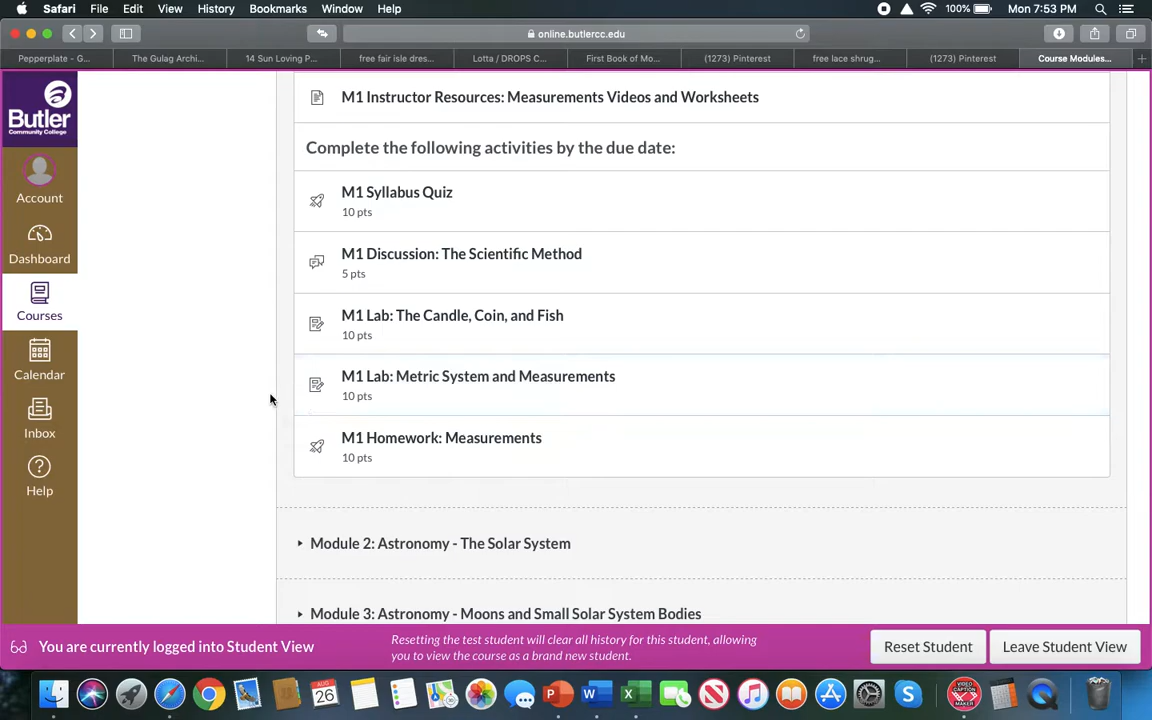 Safari File Edit View History Bookmarks Window Help 100% Mon 7:53 PM
online.butlercc.edu
Pepperplate - G... The Gulag Archi... 14 Sun Loving P... free fair isle dres... Lotta / DROPS C... First Book of Mo... (1273) Pinterest free lace shrug... (1273) Pinterest Course Modules...
Butler
Community College
Account
Dashboard
Courses
Calendar
Inbox
Help
M1 Instructor Resources: Measurements Videos and Worksheets
Complete the following activities by the due date:
M1 Syllabus Quiz
10 pts
M1 Discussion: The Scientific Method
5 pts
M1 Lab: The Candle, Coin, and Fish
10 pts
M1 Lab: Metric System and Measurements
10 pts
M1 Homework: Measurements
10 pts
Module 2: Astronomy - The Solar System
Module 3: Astronomy - Moons and Small Solar System Bodies
You are currently logged into Student View
Resetting the test student will clear all history for this student, allowing
you to view the course as a brand new student.
Reset Student Leave Student View
AUG
26